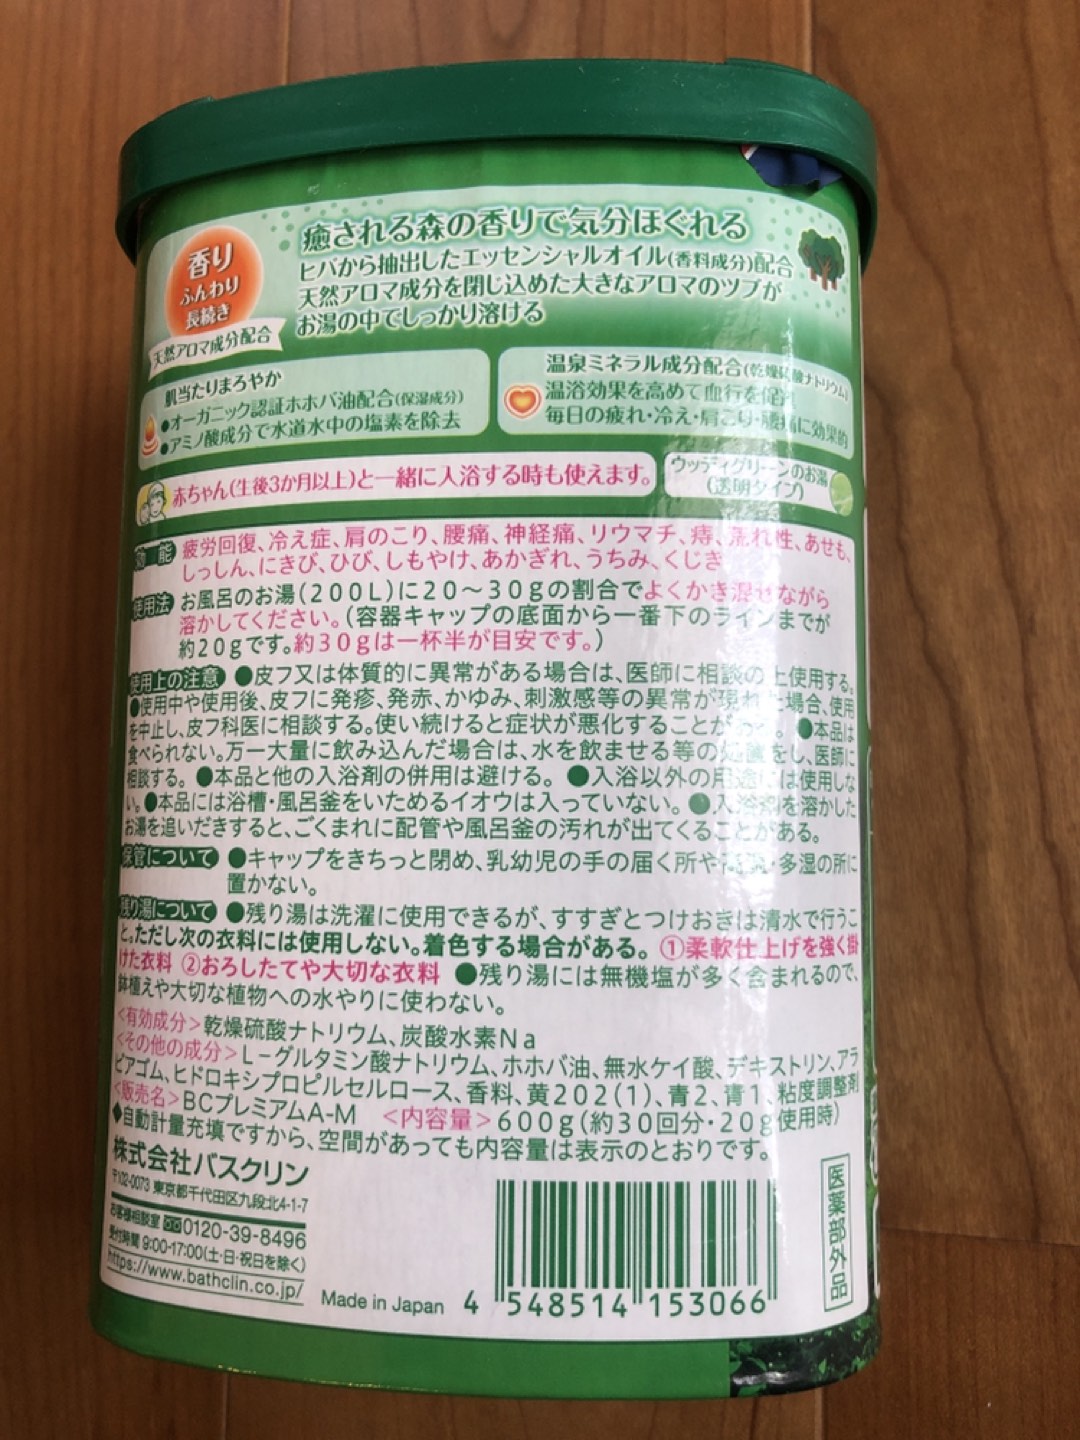 癒される森の香りで気分ほぐれる
ヒバから抽出したエッセンシャルオイル(香料成分)配合
天然アロマ成分を閉じ込めた大きなアロマのツブが
お湯の中でしっかり溶ける
香り
ふんわり
長続き
天然アロマ成分配合
肌当たりまろやか
●オーガニック認証ホホバ油配合(保湿成分)
●アミノ酸成分で水道水中の塩素を除去
温泉ミネラル成分配合(乾燥硫酸ナトリウム)
温浴効果を高めて血行を促し
毎日の疲れ・冷え・肩こり・腰痛に効果的
赤ちゃん(生後3か月以上)と一緒に入浴する時も使えます。
ウッディグリーンのお湯
(透明タイプ)
効能 疲労回復、冷え症、肩のこり、腰痛、神経痛、リウマチ、痔、荒れ性、あせも、
しっしん、にきび、ひび、しもやけ、あかぎれ、うちみ、くじき
使用法 お風呂のお湯(200L)に20〜30gの割合でよくかき混ぜながら
溶かしてください。(容器キャップの底面から一番下のラインまでが
約20gです。約30gは一杯半が目安です。)
使用上の注意 ●皮フ又は体質的に異常がある場合は、医師に相談の上使用する。
●使用中や使用後、皮フに発疹、発赤、かゆみ、刺激感等の異常が現れた場合、使用
を中止し、皮フ科医に相談する。使い続けると症状が悪化することがある。 ●本品は
食べられない。万一大量に飲み込んだ場合は、水を飲ませる等の処置をし、医師に
相談する。 ●本品と他の入浴剤の併用は避ける。 ●入浴以外の用途には使用しな
い。●本品には浴槽・風呂釜をいためるイオウは入っていない。●入浴剤を溶かした
お湯を追いだきすると、ごくまれに配管や風呂釜の汚れが出てくることがある。
保管について ●キャップをきちっと閉め、乳幼児の手の届く所や高温・多湿の所に
置かない。
残り湯について ●残り湯は洗濯に使用できるが、すすぎとつけおきは清水で行うこ
と。ただし次の衣料には使用しない。着色する場合がある。 ①柔軟仕上げを強く掛
けた衣料 ②おろしたてや大切な衣料 ●残り湯には無機塩が多く含まれるので、
鉢植えや大切な植物への水やりに使わない。
<有効成分>乾燥硫酸ナトリウム、炭酸水素Na
<その他の成分>L-グルタミン酸ナトリウム、ホホバ油、無水ケイ酸、デキストリン、アラ
ビアゴム、ヒドロキシプロピルセルロース、香料、黄202(1)、青2、青1、粘度調整剤
<販売名>BCプレミアムA-M <内容量>600g(約30回分・20g使用時)
◆自動計量充填ですから、空間があっても内容量は表示のとおりです。
株式会社バスクリン
〒102-0073 東京都千代田区九段北4-1-7
お客様相談室 0120-39-8496
受付時間 9:00-17:00(土・日・祝日を除く)
https://www.bathclin.co.jp/
Made in Japan
4 548514 153066
医薬部外品